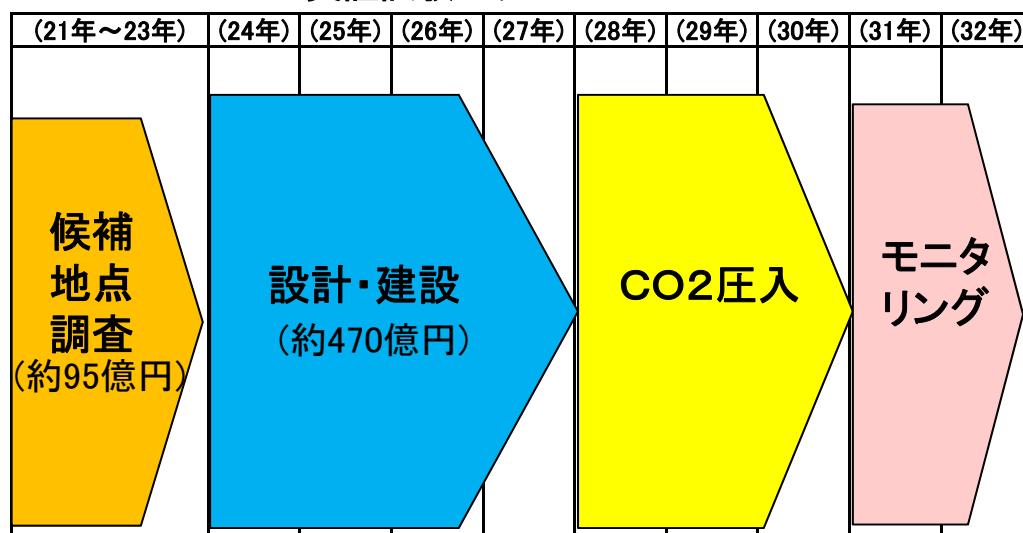 (21年～23年) (24年) (25年) (26年) (27年) (28年) (29年) (30年) (31年) (32年)
候補
地点
調査
(約95億円)
設計・建設
(約470億円)
CO2圧入
モニタ
リング